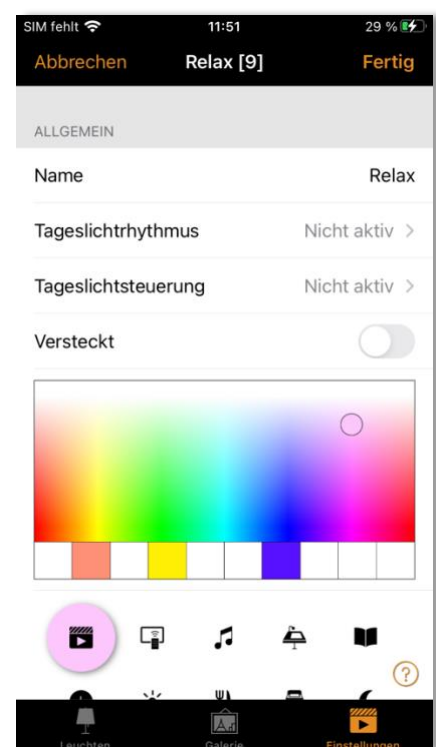 SIM fehlt 11:51 29 %
Abbrechen Relax [9] Fertig
ALLGEMEIN
Name Relax
Tageslichtrhythmus Nicht aktiv >
Tageslichtsteuerung Nicht aktiv >
Versteckt
?
Leuchten Galerie Einstellungen